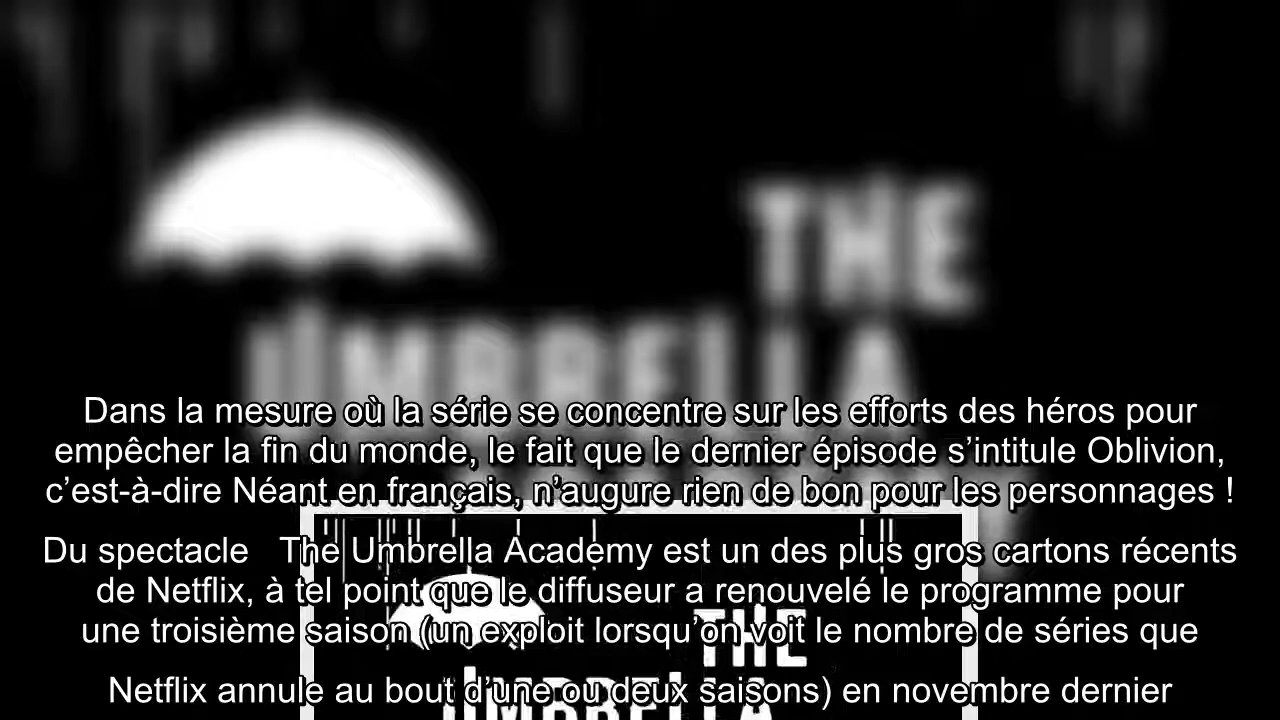 THE
UMBRELLA
Dans la mesure où la série se concentre sur les efforts des héros pour
empêcher la fin du monde, le fait que le dernier épisode s’intitule Oblivion,
c’est-à-dire Néant en français, n’augure rien de bon pour les personnages !
Du spectacle The Umbrella Academy est un des plus gros cartons récents
de Netflix, à tel point que le diffuseur a renouvelé le programme pour
une troisième saison (un exploit lorsqu’on voit le nombre de séries que
THE
Netflix annule au bout d’une ou deux saisons) en novembre dernier
UMBRELLA